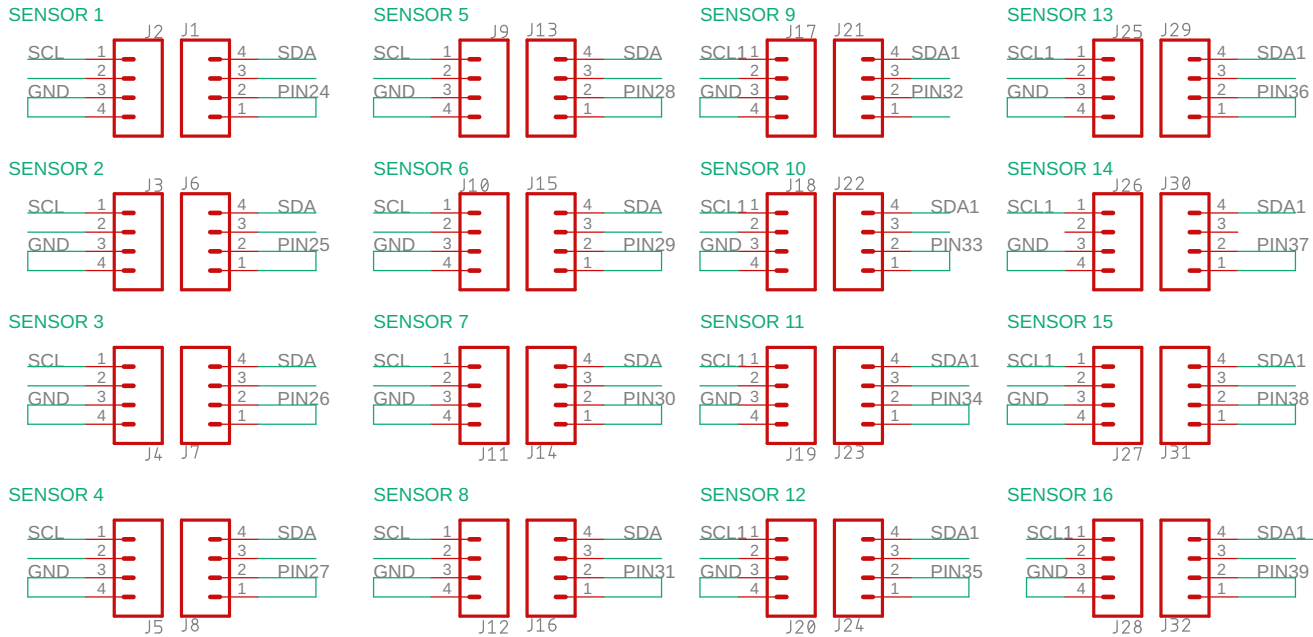 SENSOR 1 SENSOR 5 SENSOR 9 SENSOR 13
J2 J1 J9 J13 J17 J21 J25 J29
SCL 1 4 SDA SCL 1 4 SDA SCL1 1 4 SDA1 SCL1 1 4 SDA1
2 3 2 3 2 3 2 3
GND 3 2 PIN24 GND 3 2 PIN28 GND 3 2 PIN32 GND 3 2 PIN36
4 1 4 1 4 1 4 1
SENSOR 2 SENSOR 6 SENSOR 10 SENSOR 14
J3 J6 J10 J15 J18 J22 J26 J30
SCL 1 4 SDA SCL 1 4 SDA SCL1 1 4 SDA1 SCL1 1 4 SDA1
2 3 2 3 2 3 2 3
GND 3 2 PIN25 GND 3 2 PIN29 GND 3 2 PIN33 GND 3 2 PIN37
4 1 4 1 4 1 4 1
SENSOR 3 SENSOR 7 SENSOR 11 SENSOR 15
SCL 1 4 SDA SCL 1 4 SDA SCL1 1 4 SDA1 SCL1 1 4 SDA1
2 3 2 3 2 3 2 3
GND 3 2 PIN26 GND 3 2 PIN30 GND 3 2 PIN34 GND 3 2 PIN38
4 1 4 1 4 1 4 1
J4 J7 J11 J14 J19 J23 J27 J31
SENSOR 4 SENSOR 8 SENSOR 12 SENSOR 16
SCL 1 4 SDA SCL 1 4 SDA SCL1 1 4 SDA1 SCL1 1 4 SDA1
2 3 2 3 2 3 2 3
GND 3 2 PIN27 GND 3 2 PIN31 GND 3 2 PIN35 GND 3 2 PIN39
4 1 4 1 4 1 4 1
J5 J8 J12 J16 J20 J24 J28 J32